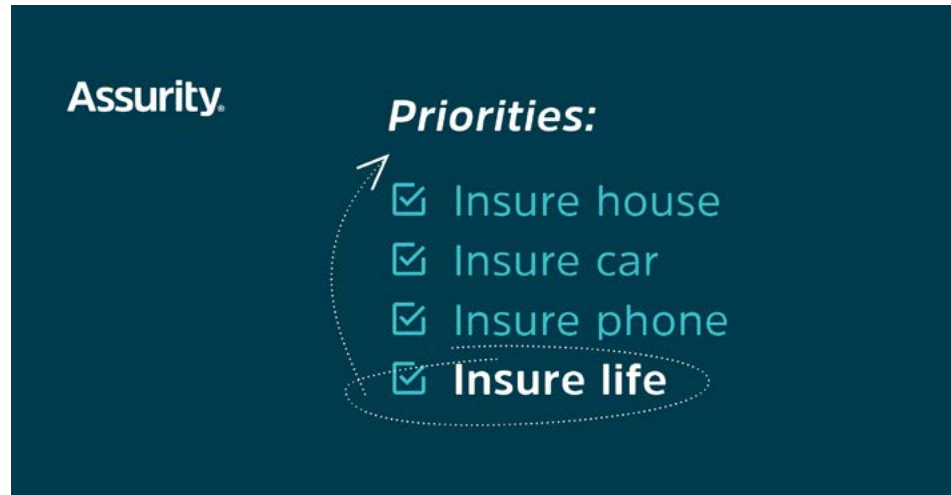 Assurity®
Priorities:
Insure house
Insure car
Insure phone
Insure life